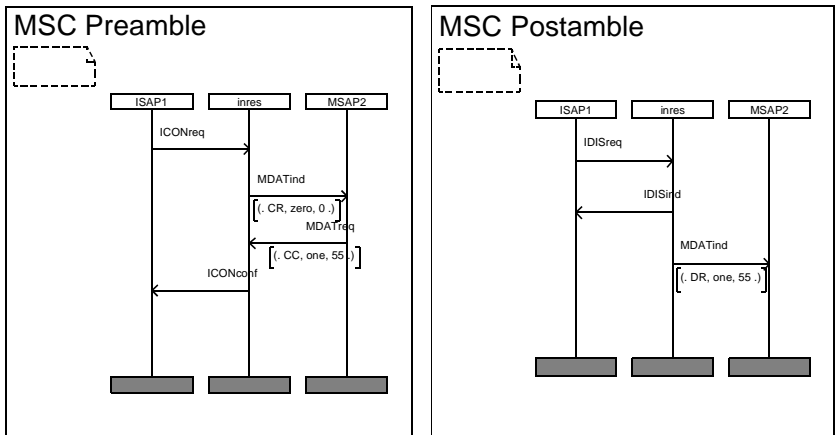 MSC Preamble
ISAP1 inres MSAP2
ICONreq
MDATind
(. CR, zero, 0 .)
MDATreq
(. CC, one, 55 .)
ICONconf
MSC Postamble
ISAP1 inres MSAP2
IDISreq
IDISind
MDATind
(. DR, one, 55 .)